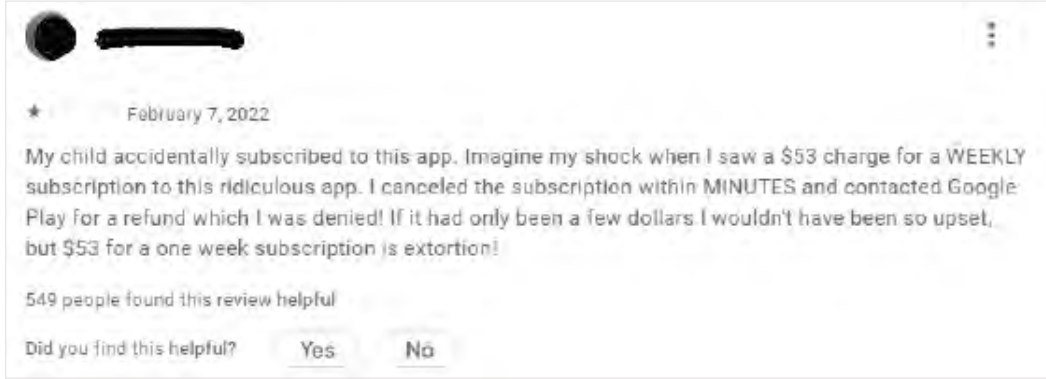 February 7, 2022
My child accidentally subscribed to this app. Imagine my shock when I saw a $53 charge for a WEEKLY
subscription to this ridiculous app. I canceled the subscription within MINUTES and contacted Google
Play for a refund which I was denied! If it had only been a few dollars I wouldn't have been so upset,
but $53 for a one week subscription is extortion!
549 people found this review helpful
Did you find this helpful? Yes No